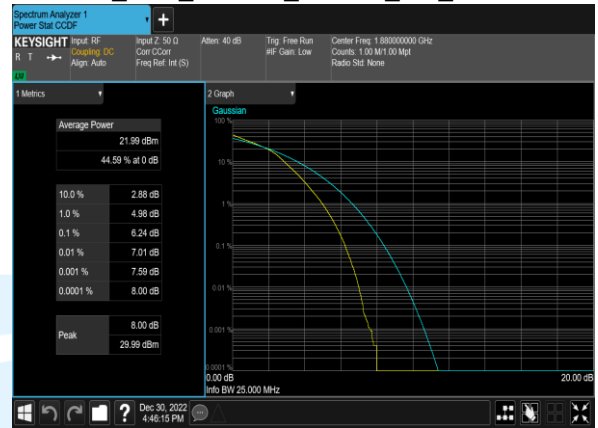 Spectrum Analyzer 1
Power Stat CCDF
+
KEYSIGHT
R T
LV
Input: RF
Coupling: DC
Align: Auto
Input Z: 50 Ω
Corr CCorr
Freq Ref: Int (S)
Atten: 40 dB
Trig: Free Run
#IF Gain: Low
Center Freq: 1.880000000 GHz
Counts: 1.00 M/1.00 Mpt
Radio Std: None
1 Metrics
Average Power
21.99 dBm
44.59 % at 0 dB
10.0 % 2.88 dB
1.0 % 4.98 dB
0.1 % 6.24 dB
0.01 % 7.01 dB
0.001 % 7.59 dB
0.0001 % 8.00 dB
Peak
8.00 dB
29.99 dBm
2 Graph
Gaussian
100 %
10 %
1 %
0.1 %
0.01 %
0.001 %
0.0001 %
0.00 dB 20.00 dB
Info BW 25.000 MHz
? Dec 30, 2022
4:46:15 PM